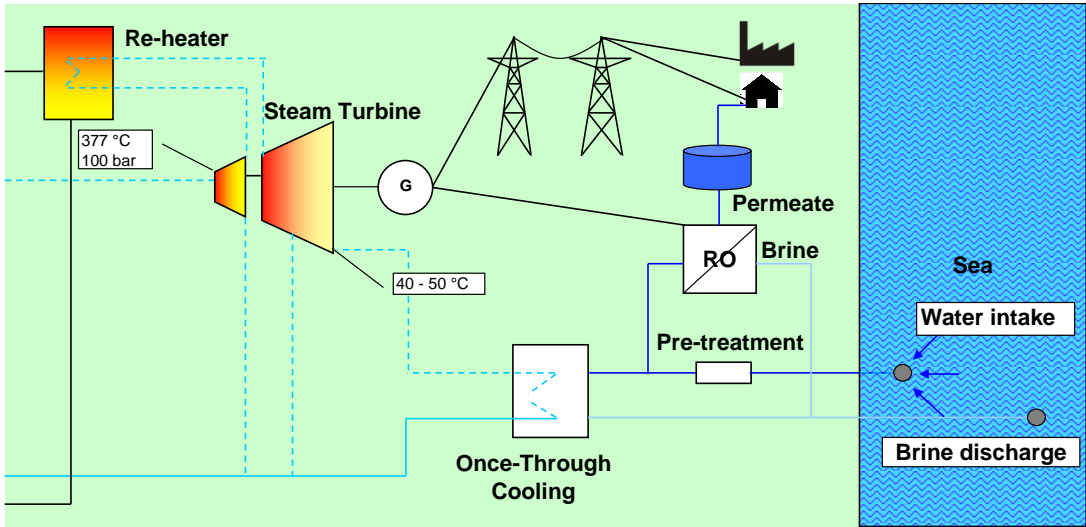 Re-heater
Steam Turbine
377 °C
100 bar
G
Permeate
RO
Brine
40 - 50 °C
Sea
Water intake
Pre-treatment
Brine discharge
Once-Through
Cooling